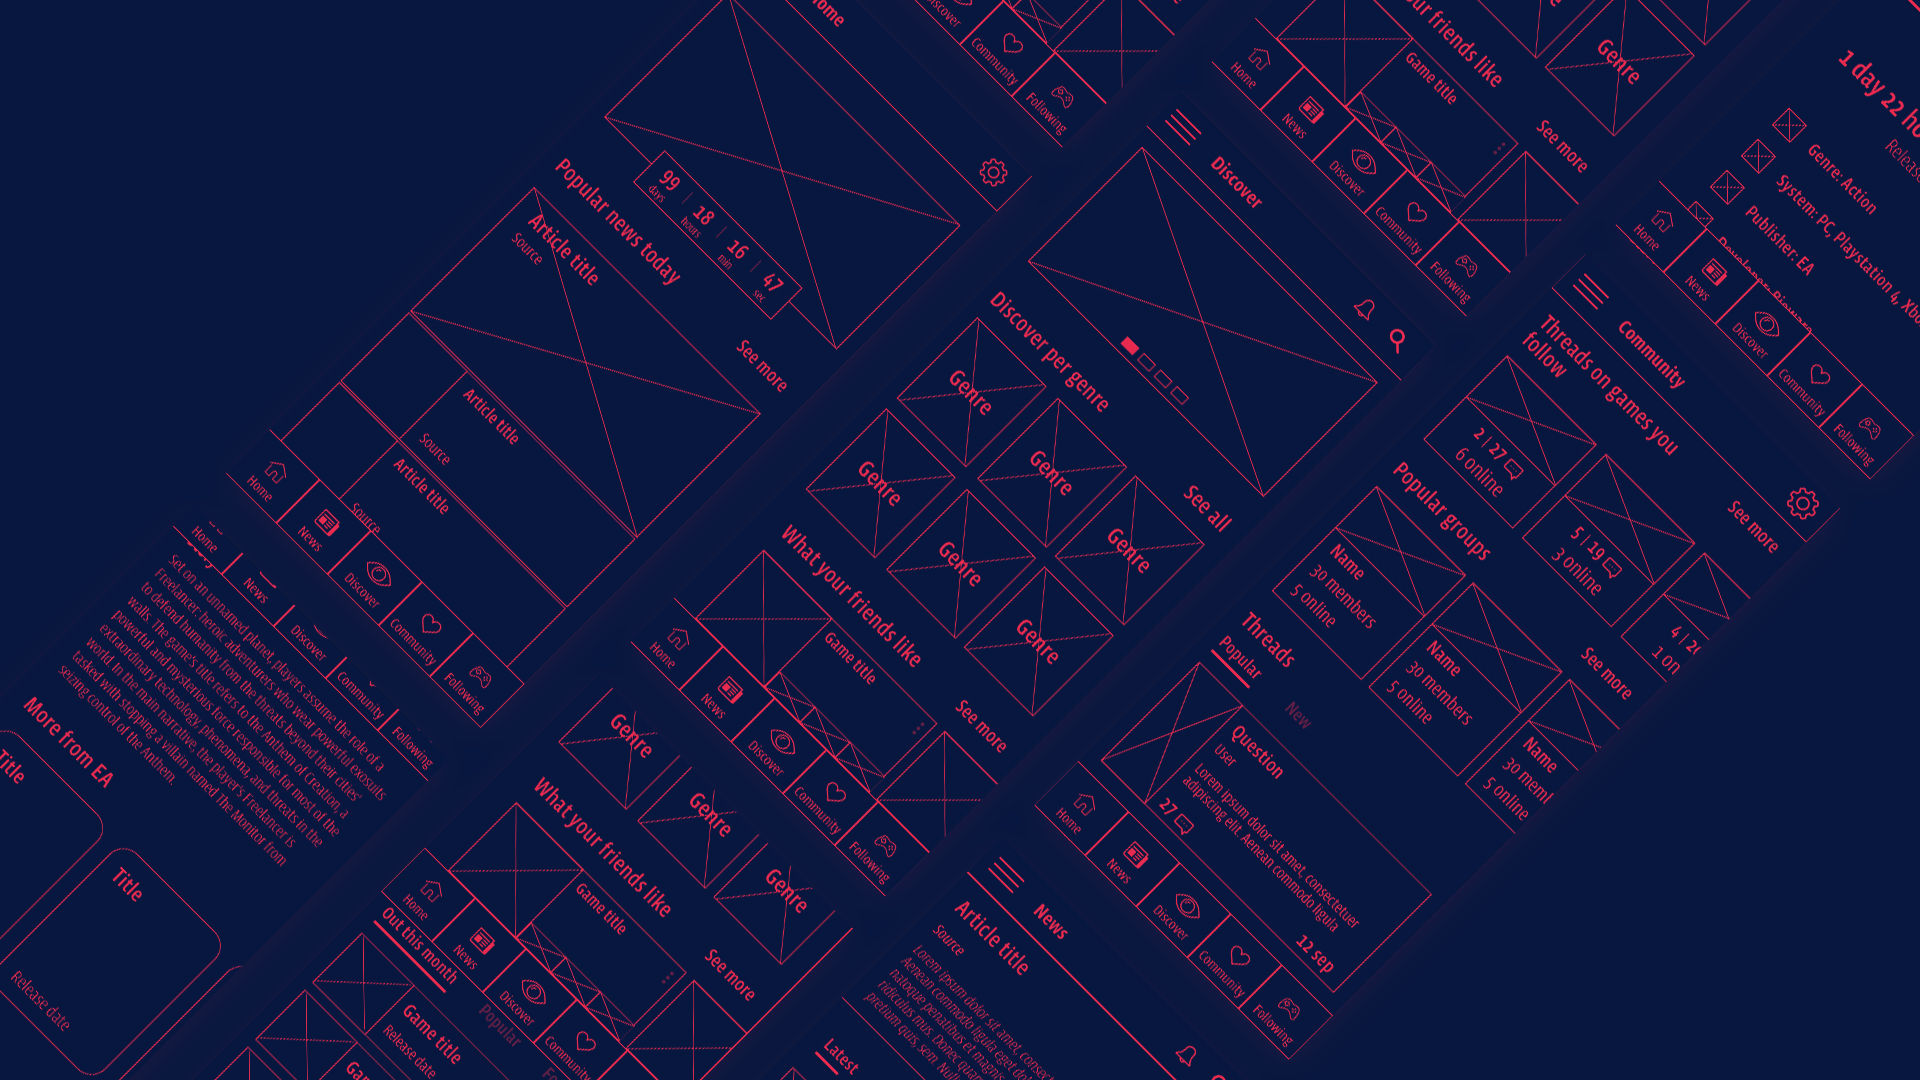 Home
99 | 18 | 16 | 47
days hours min sec
Popular news today
See more
Article title
Source
Article title
Source
Article title
Source
Home
News
Discover
Community
Following
Discover
Community
Following
Discover
Discover per genre
See all
Genre
Genre
Genre
Genre
Genre
Genre
What your friends like
See more
Game title
Home
News
Discover
Community
Following
our friends like
See more
Game title
Genre
Home
News
Discover
Community
Following
1 day 22 ho
Releas
Genre: Action
System: PC, Playstation 4, Xbo
Publisher: EA
Developer: Bioware
Home
News
Discover
Community
Following
Community
Threads on games you
follow
See more
2 | 27
6 online
5 | 19
3 online
4 | 2
1 on
Popular groups
See more
Name
30 members
5 online
Name
30 members
5 online
Name
30 meml
5 online
Threads
Popular
New
Question
User
Lorem ipsum dolor sit amet, consectetuer
adipiscing elit. Aenean commodo ligula
27
12 sep
Home
News
Discover
Community
Following
Home
News
Discover
Community
Following
Set on an unnamed planet, players assume the role of a
Freelancer: heroic adventurers who wear powerful exosuits
to defend humanity from the threats beyond their cities'
walls. The game's title refers to the Anthem of Creation, a
powerful and mysterious force responsible for most of the
extraordinary technology, phenomena, and threats in the
world. In the main narrative, the player's Freelancer is
tasked with stopping a villain named The Monitor from
seizing control of the Anthem.
More from EA
Title
Title
Release date
Genre
Genre
Genre
What your friends like
See more
Game title
Home
News
Discover
Community
Out this month
Popular
Game title
Release date
News
Article title
Source
Lorem ipsum dolor sit amet, consec
Aenean commodo ligula eget dol
natoque penatibus et magnis
ridiculus mus. Donec quam
pretium quis, sem. Null
Latest